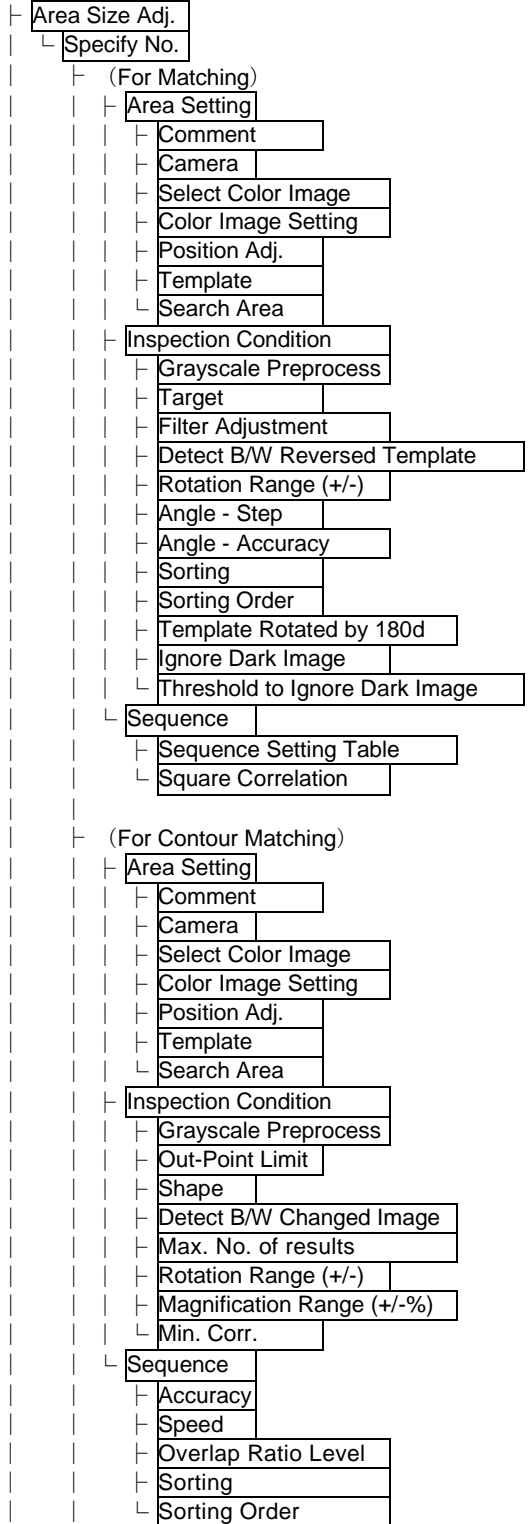 Area Size Adj.
Specify No.
（For Matching）
Area Setting
Comment
Camera
Select Color Image
Color Image Setting
Position Adj.
Template
Search Area
Inspection Condition
Grayscale Preprocess
Target
Filter Adjustment
Detect B/W Reversed Template
Rotation Range (+/-)
Angle - Step
Angle - Accuracy
Sorting
Sorting Order
Template Rotated by 180d
Ignore Dark Image
Threshold to Ignore Dark Image
Sequence
Sequence Setting Table
Square Correlation
（For Contour Matching）
Area Setting
Comment
Camera
Select Color Image
Color Image Setting
Position Adj.
Template
Search Area
Inspection Condition
Grayscale Preprocess
Out-Point Limit
Shape
Detect B/W Changed Image
Max. No. of results
Rotation Range (+/-)
Magnification Range (+/-%)
Min. Corr.
Sequence
Accuracy
Speed
Overlap Ratio Level
Sorting
Sorting Order